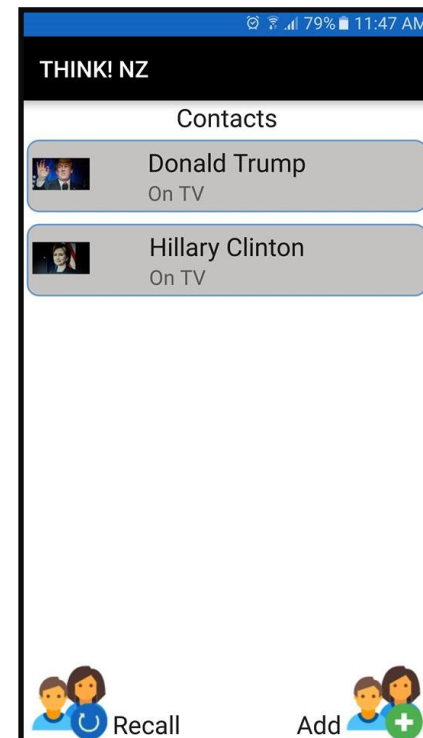 79% 11:47 AM
THINK! NZ
Contacts
Donald Trump
On TV
Hillary Clinton
On TV
Recall
Add